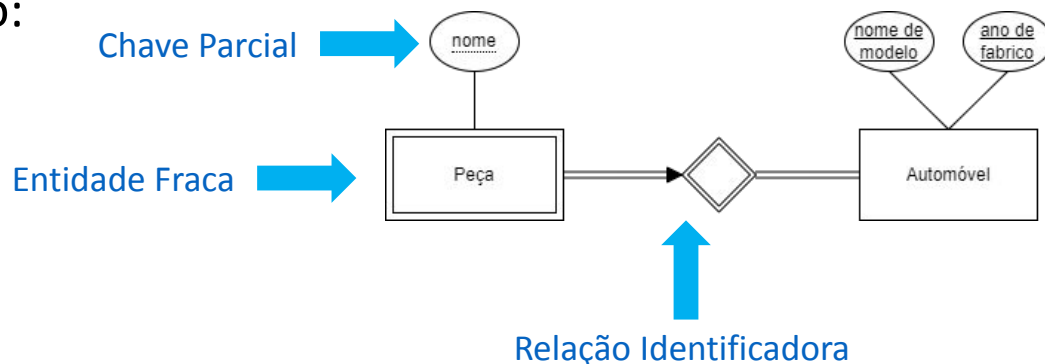 o:
Chave Parcial
nome
nome de
modelo
ano de
fabrico
Entidade Fraca
Peça
Automóvel
Relação Identificadora